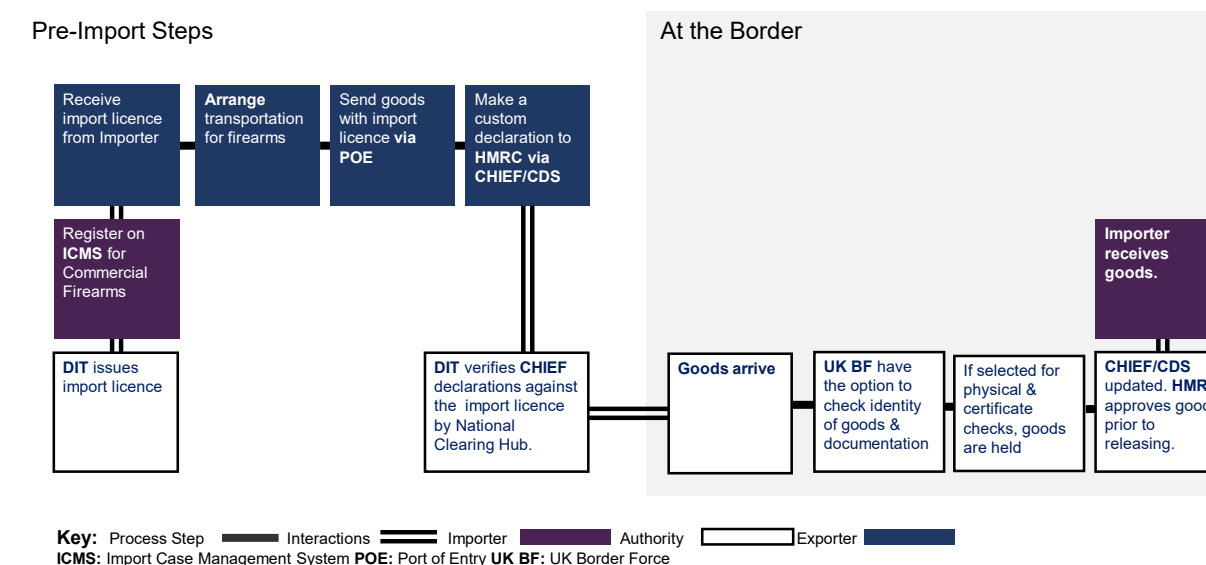 Pre-Import Steps
At the Border
Receive
import licence
from Importer
Arrange
transportation
for firearms
Send goods
with import
licence via
POE
Make a
custom
declaration to
HMRC via
CHIEF/CDS
Register on
ICMS for
Commercial
Firearms
Importer
receives
goods.
DIT issues
import licence
DIT verifies CHIEF
declarations against
the import licence
by National
Clearing Hub.
Goods arrive
UK BF have
the option to
check identity
of goods &
documentation
If selected for
physical &
certificate
checks, goods
are held
CHIEF/CDS
updated. HMR
approves good
prior to
releasing.
Key: Process Step Interactions Importer Authority Exporter
ICMS: Import Case Management System POE: Port of Entry UK BF: UK Border Force